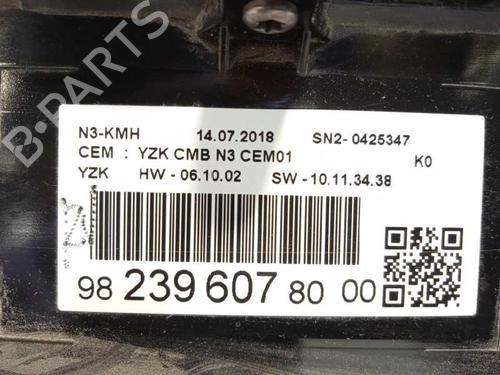 B-PARTS
N3-KMH 14.07.2018 SN2- 0425347
CEM : YZK CMB N3 CEM01 K0
YZK HW - 06.10.02 SW - 10.11.34.38
98 239 607 80 00